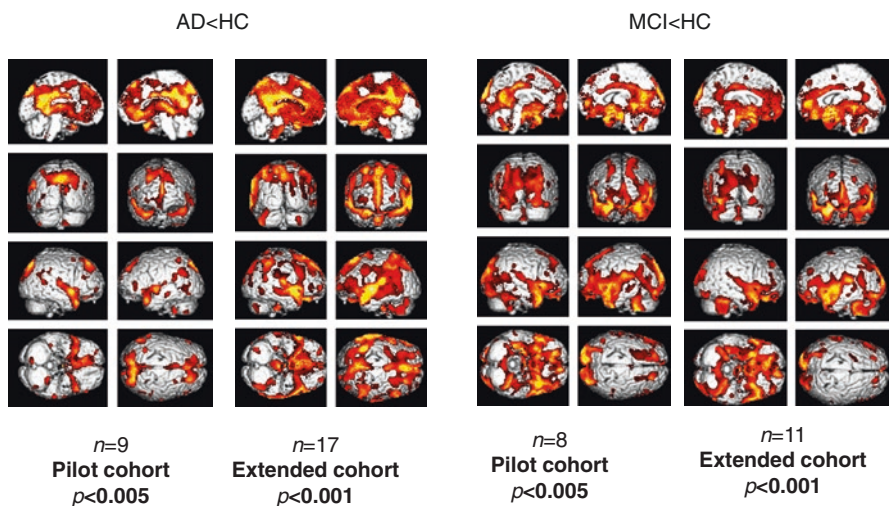 AD<HC
MCI<HC
n=9
Pilot cohort
p<0.005
n=17
Extended cohort
p<0.001
n=8
Pilot cohort
p<0.005
n=11
Extended cohort
p<0.001